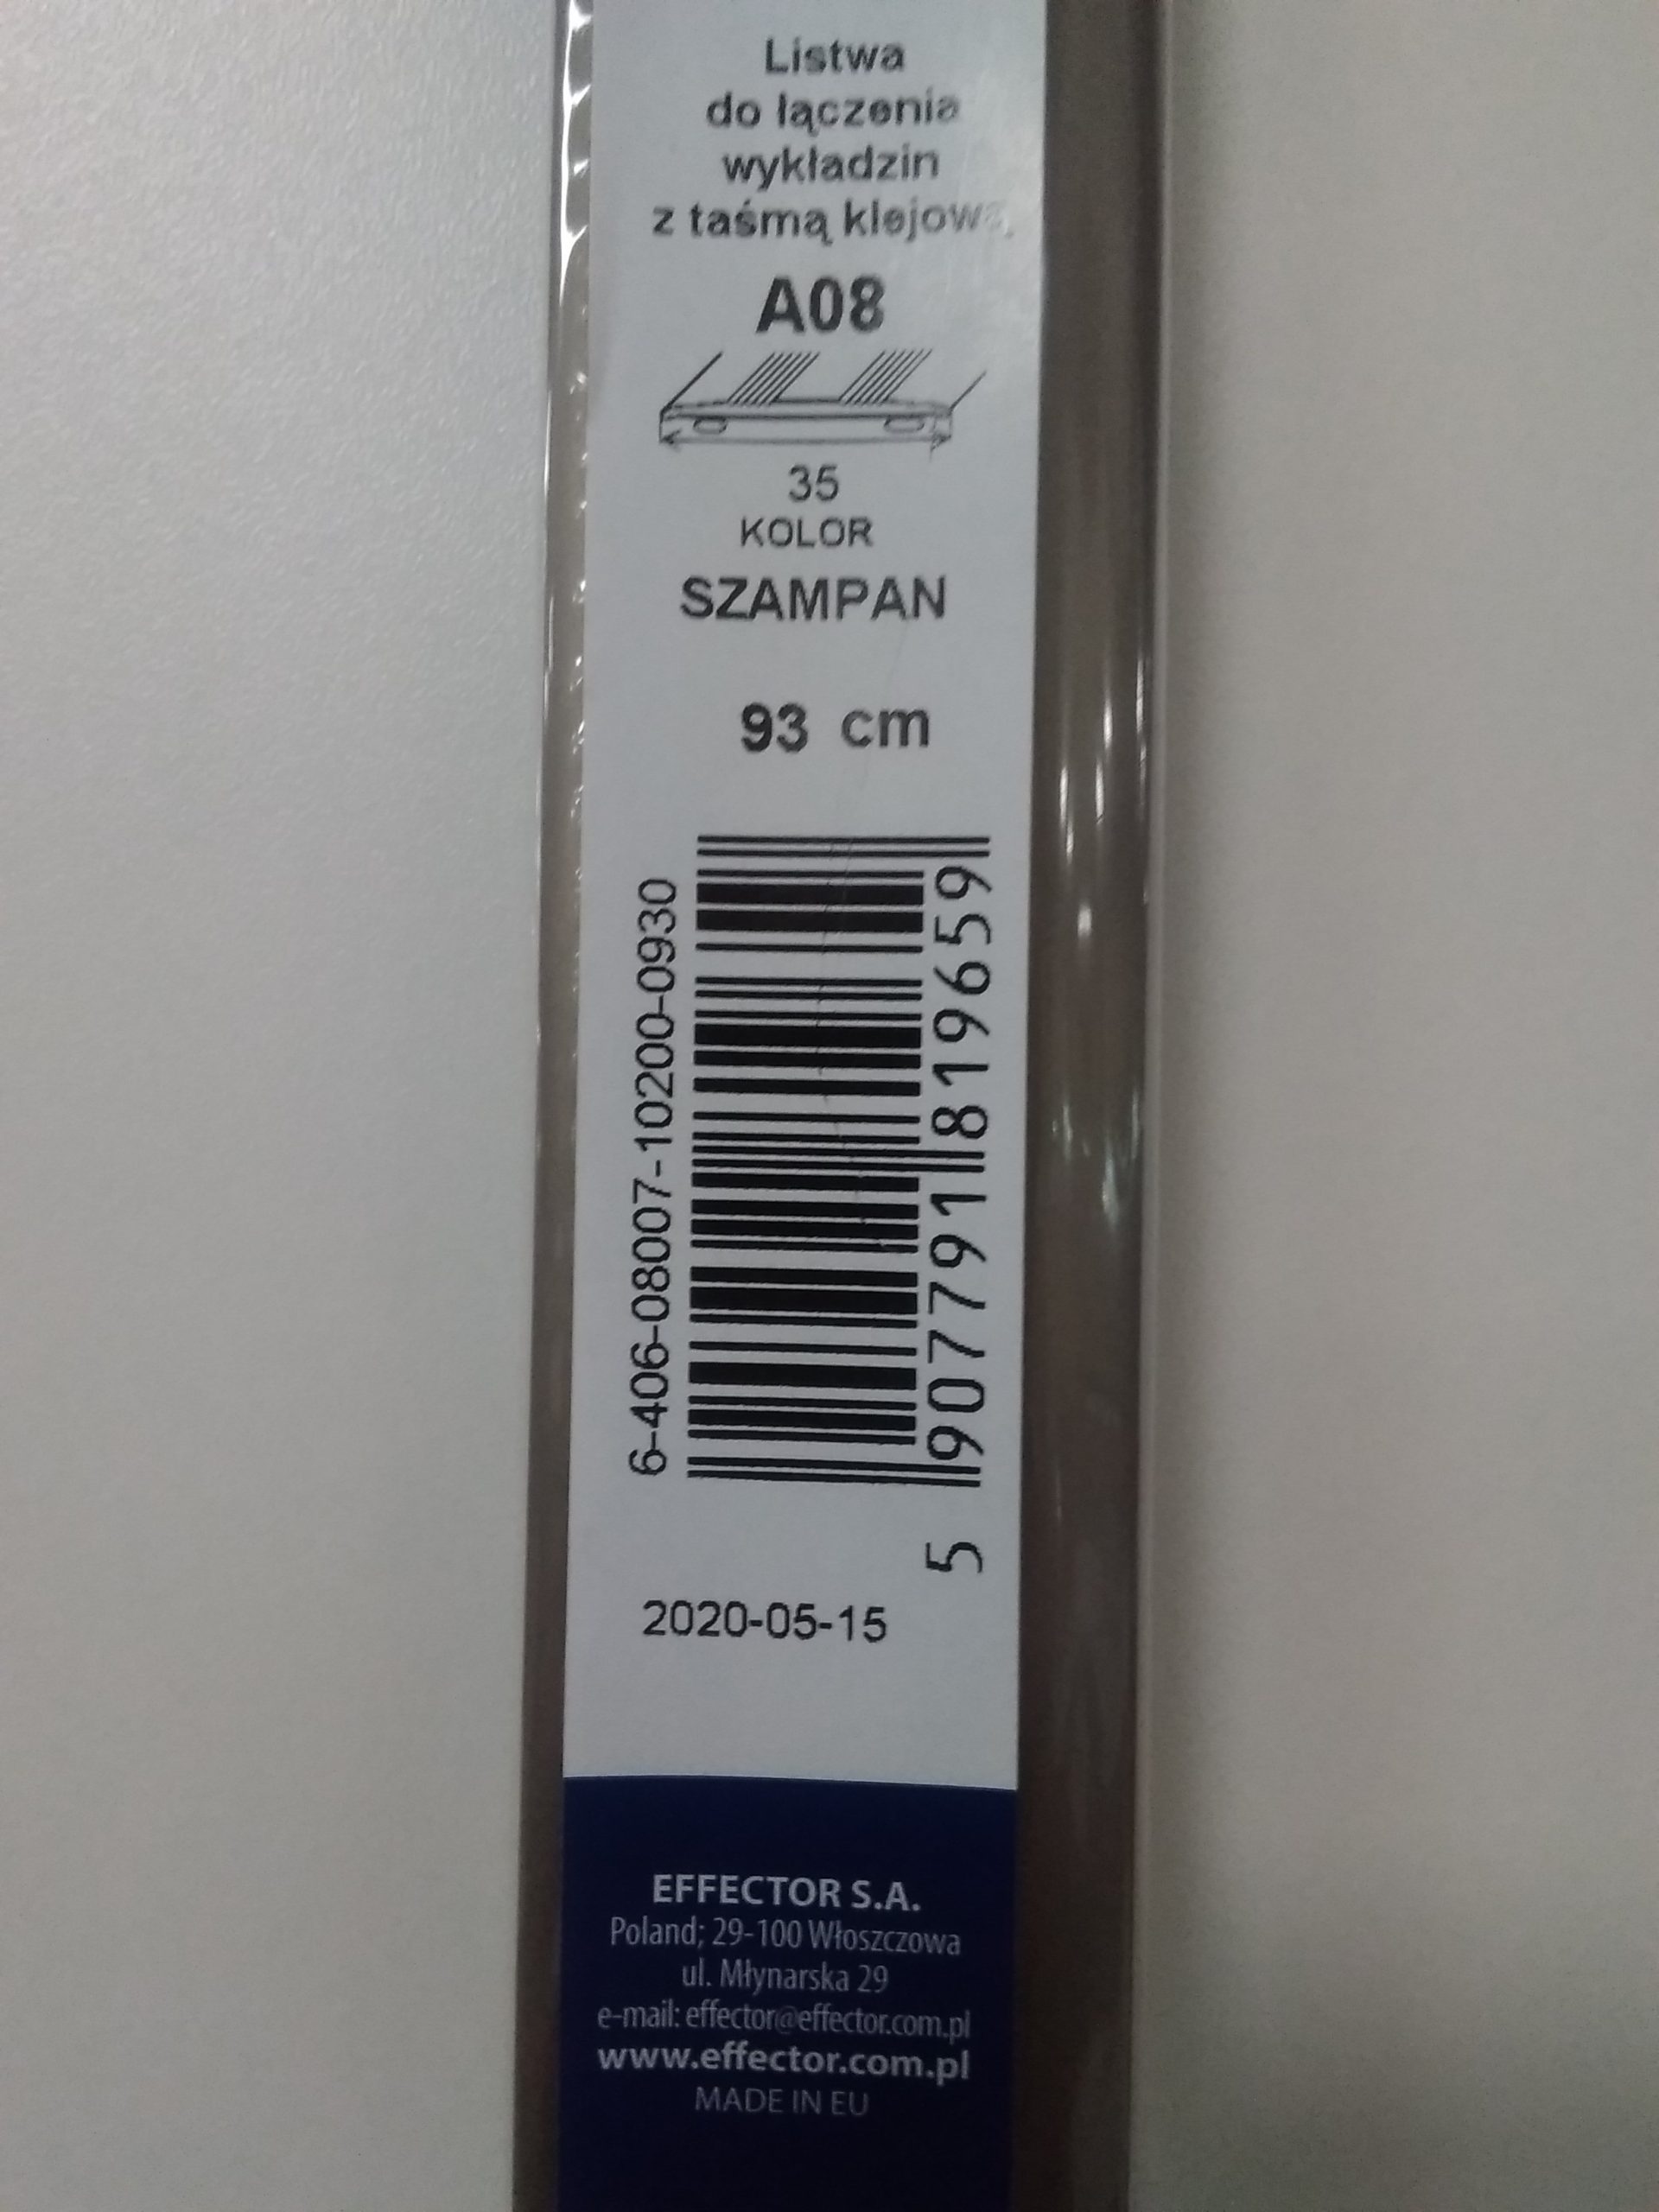 Listwa
do łączenia
wykładzin
z taśmą klejową
A08
35
KOLOR
SZAMPAN
93 cm
6-406-08007-10200-0930
5 907791 819659
2020-05-15
EFFECTOR S.A.
Poland; 29-100 Włoszczowa
ul. Młynarska 29
e-mail: effector@effector.com.pl
www.effector.com.pl
MADE IN EU